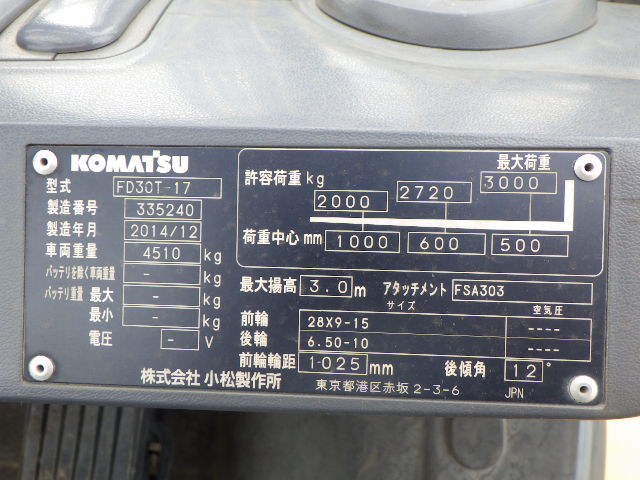 KOMATSU
型式 FD30T-17
製造番号 335240
製造年月 2014/12
車両重量 4510 kg
バッテリを除く車両重量 - kg
バッテリ重量 最大 - kg
最小 - kg
電圧 - V
最大荷重
許容荷重 kg 2000 2720 3000
荷重中心 mm 1000 600 500
最大揚高 3.0 m アタッチメント FSA303
サイズ 空気圧
前輪 28X9-15 ----
後輪 6.50-10 ----
前輪輪距 1025 mm 後傾角 12°
株式会社 小松製作所 東京都港区赤坂 2-3-6 JPN